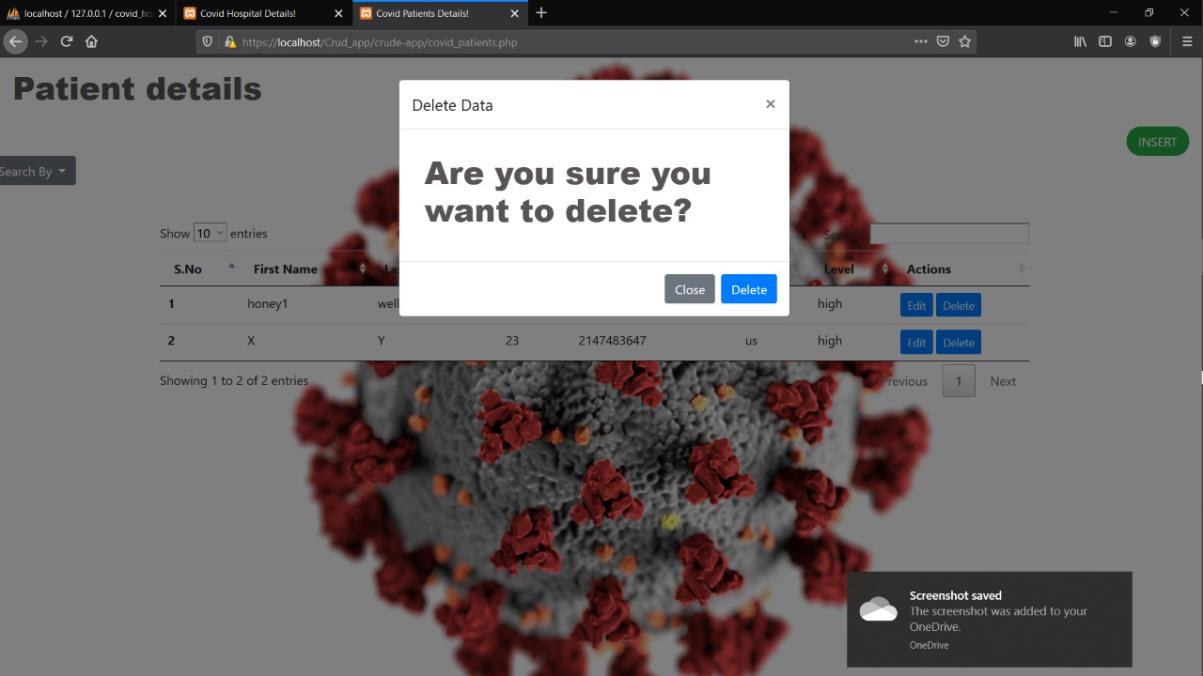 localhost / 127.0.0.1 / covid_ho
Covid Hospital Details!
Covid Patients Details!
https://localhost/Crud_app/crude-app/covid_patients.php
Patient details
Delete Data
×
Are you sure you
want to delete?
Close
Delete
INSERT
Search By
Show 10 entries
S.No First Name Level Actions
1 honey1 well high Edit Delete
2 X Y 23 2147483647 us high Edit Delete
Showing 1 to 2 of 2 entries
Previous 1 Next
Screenshot saved
The screenshot was added to your
OneDrive.
OneDrive